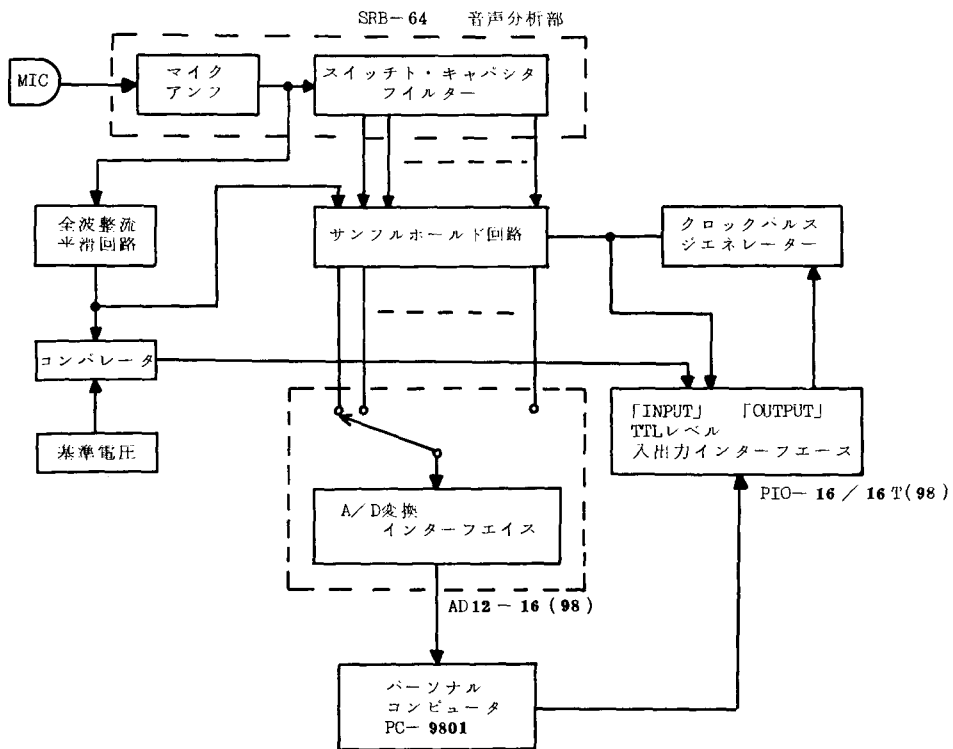 SRB-64 音声分析部
MIC
マイク
アンプ
スイッチト・キャパシタ
フイルター
全波整流
平滑回路
サンプルホールド回路
クロックパルス
ジエネレーター
コンパレータ
基準電圧
「INPUT」 「OUTPUT」
TTLレベル
入出力インターフエース
PIO-16/16T(98)
A/D変換
インターフエイス
AD12-16(98)
パーソナル
コンピュータ
PC-9801